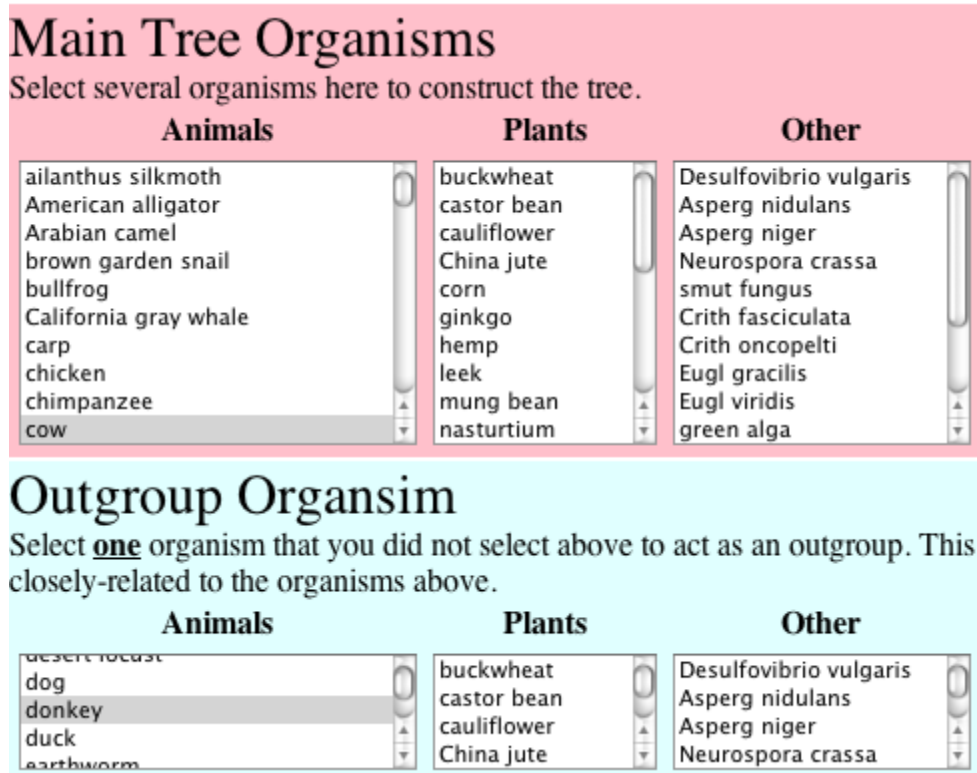 Main Tree Organisms
Select several organisms here to construct the tree.
Animals
ailanthus silkmoth
American alligator
Arabian camel
brown garden snail
bullfrog
California gray whale
carp
chicken
chimpanzee
cow
Plants
buckwheat
castor bean
cauliflower
China jute
corn
ginkgo
hemp
leek
mung bean
nasturtium
Other
Desulfovibrio vulgaris
Asperg nidulans
Asperg niger
Neurospora crassa
smut fungus
Crith fasciculata
Crith oncopelti
Eugl gracilis
Eugl viridis
green alga
Outgroup Organsim
Select one organism that you did not select above to act as an outgroup. This
closely-related to the organisms above.
Animals
desert locust
dog
donkey
duck
earthworm
Plants
buckwheat
castor bean
cauliflower
China jute
Other
Desulfovibrio vulgaris
Asperg nidulans
Asperg niger
Neurospora crassa